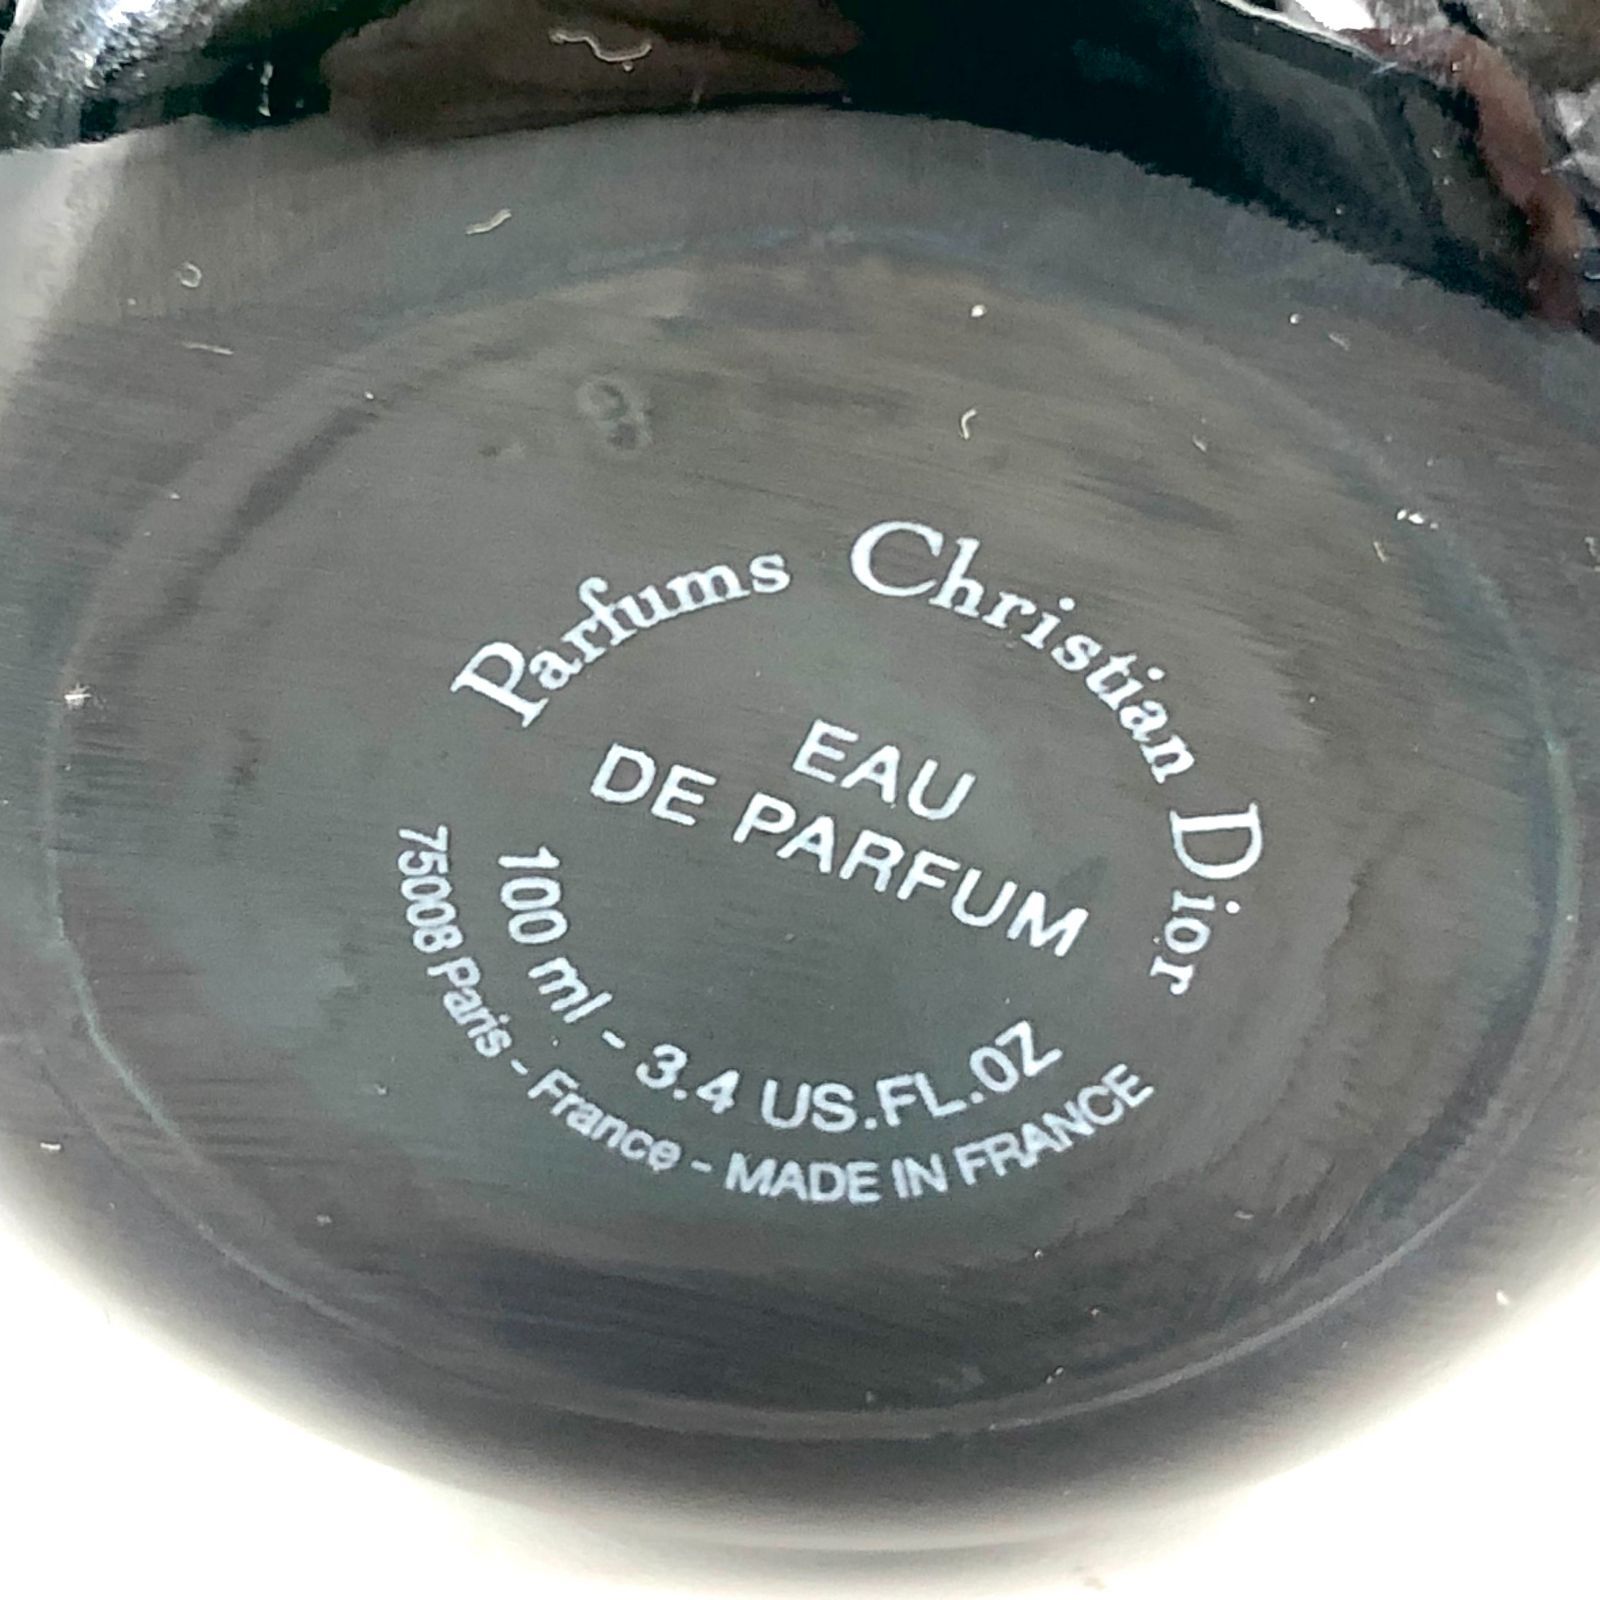 Parfums Christian Dior
EAU
DE PARFUM
100 ml - 3.4 US.FL.OZ
75008 Paris - France - MADE IN FRANCE